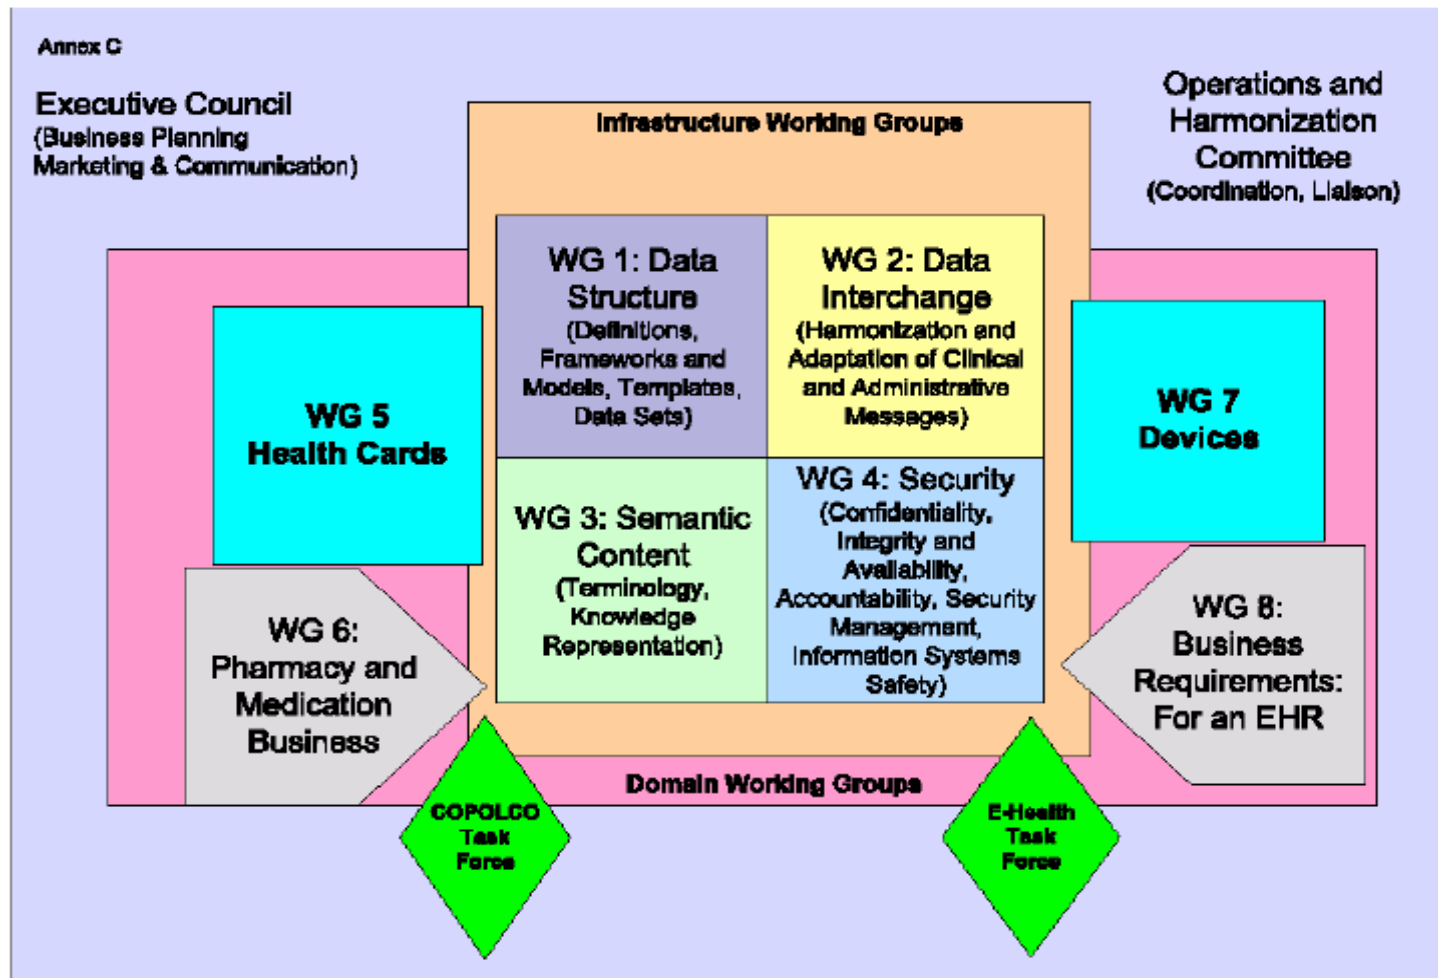 Annex C
Executive Council
(Business Planning
Marketing & Communication)
Operations and
Harmonization
Committee
(Coordination, Liaison)
Infrastructure Working Groups
WG 1: Data
Structure
(Definitions,
Frameworks and
Models, Templates,
Data Sets)
WG 2: Data
Interchange
(Harmonization and
Adaptation of Clinical
and Administrative
Messages)
WG 5
Health Cards
WG 7
Devices
WG 3: Semantic
Content
(Terminology,
Knowledge
Representation)
WG 4: Security
(Confidentiality,
Integrity and
Availability,
Accountability, Security
Management,
Information Systems
Safety)
WG 6:
Pharmacy and
Medication
Business
WG 8:
Business
Requirements:
For an EHR
Domain Working Groups
COPOLCO
Task
Force
E-Health
Task
Force